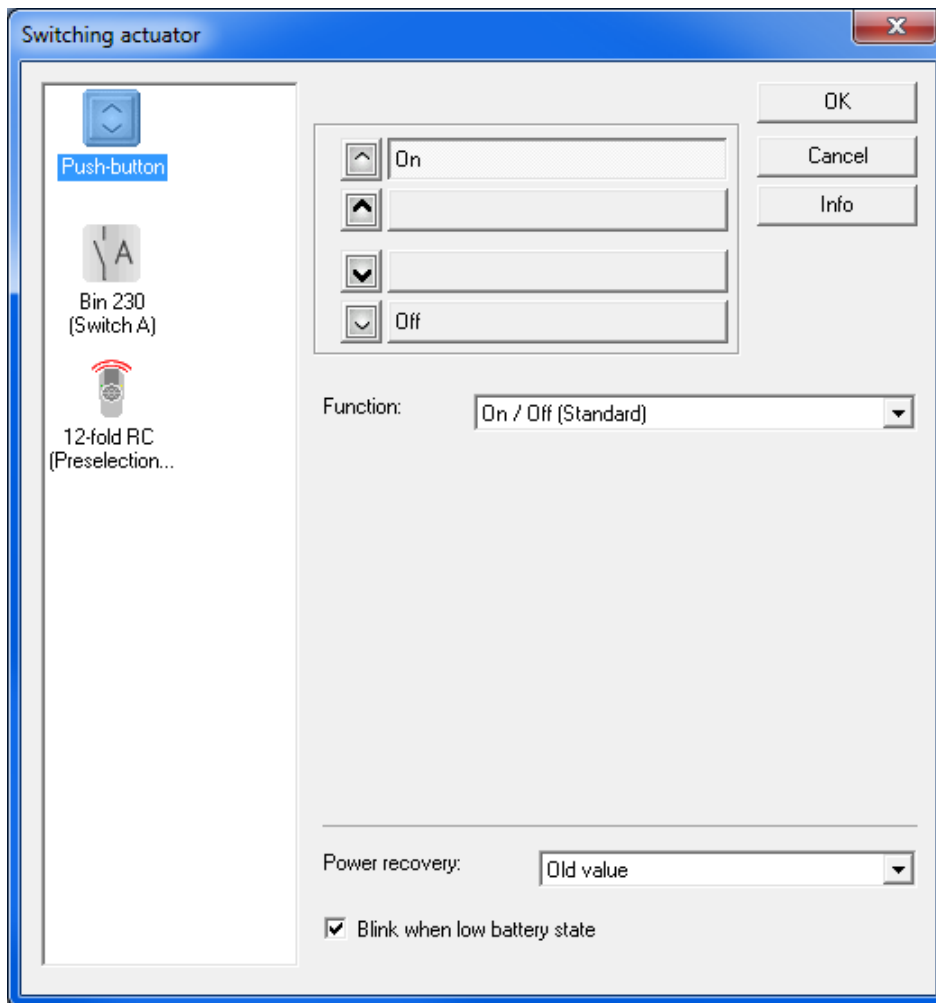 Switching actuator
Push-button
A
Bin 230
(Switch A)
12-fold RC
(Preselection...
On
Off
OK
Cancel
Info
Function:
On / Off (Standard)
Power recovery:
Old value
Blink when low battery state